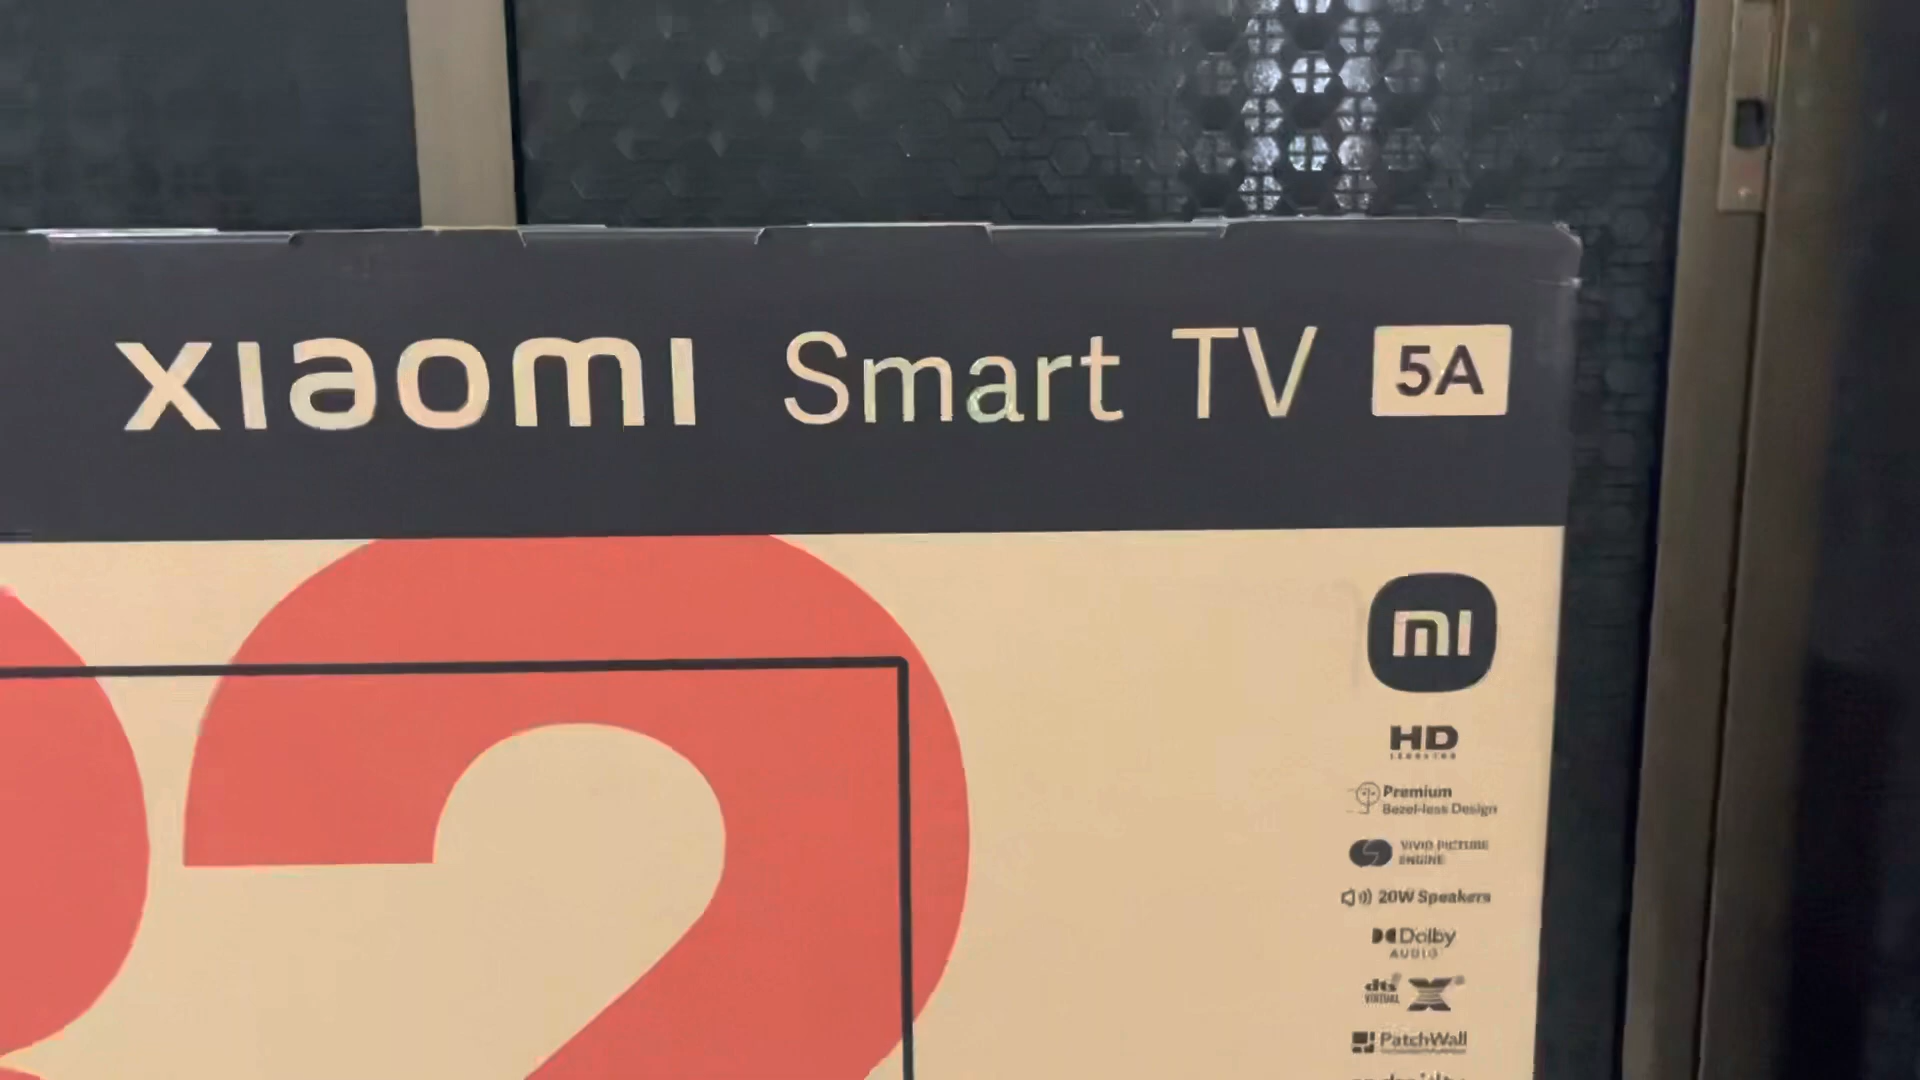 xiaomi Smart TV 5A
32
mi
HD
Premium
Bezel-less Design
VIVID PICTURE
ENGINE
20W Speakers
Dolby
AUDIO
dts X
VIRTUAL
PatchWall